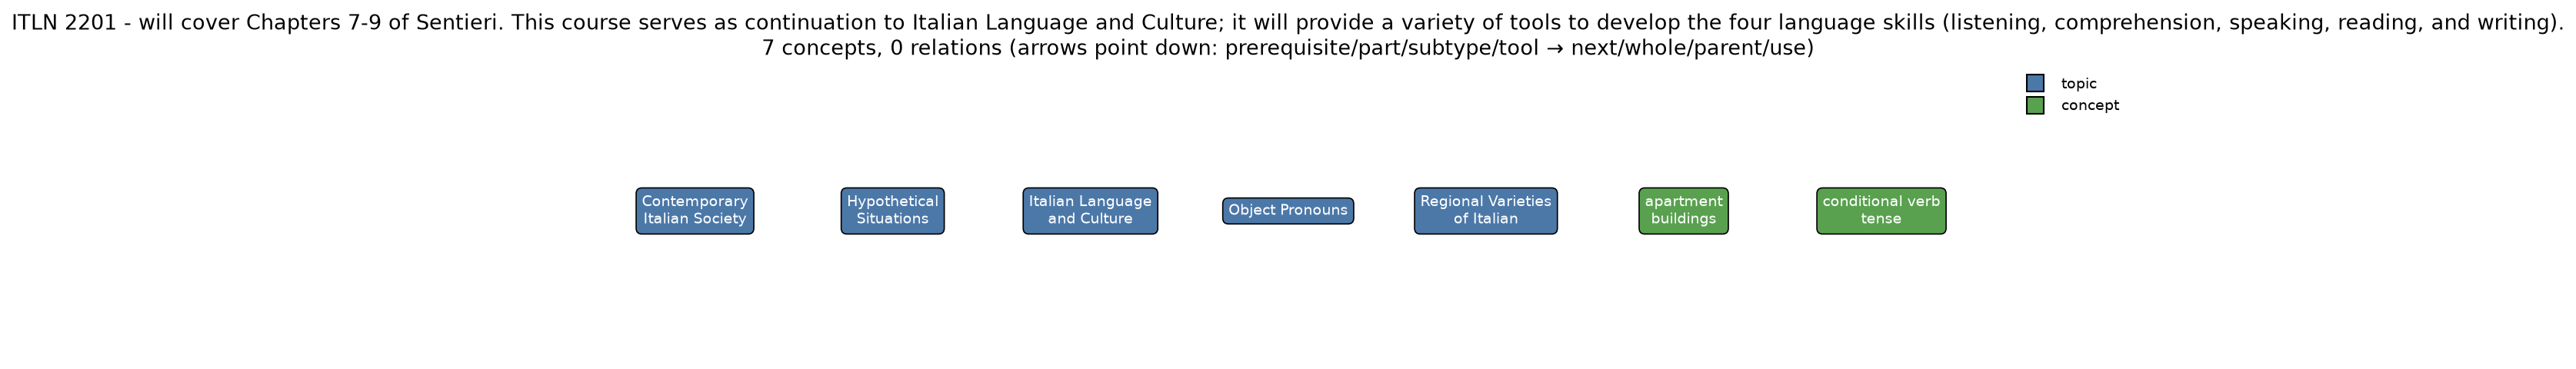 ITLN 2201 - will cover Chapters 7-9 of Sentieri. This course serves as continuation to Italian Language and Culture; it will provide a variety of tools to develop the four language skills (listening, comprehension, speaking, reading, and writing).
7 concepts, 0 relations (arrows point down: prerequisite/part/subtype/tool → next/whole/parent/use)
topic
concept
Contemporary
Italian Society
Hypothetical
Situations
Italian Language
and Culture
Object Pronouns
Regional Varieties
of Italian
apartment
buildings
conditional verb
tense